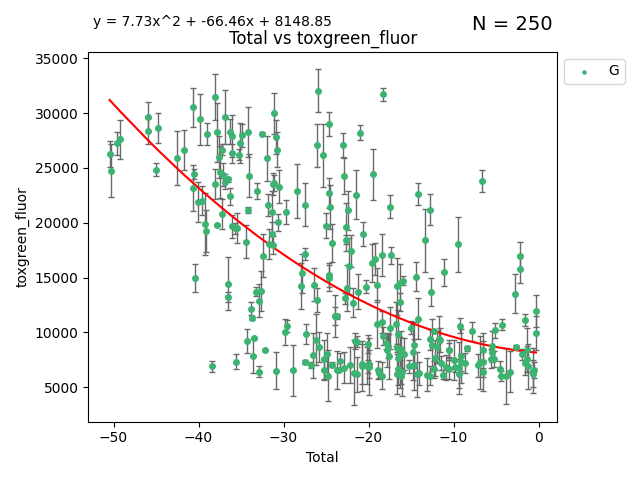 y = 7.73x^2 + -66.46x + 8148.85
N = 250
Total vs toxgreen_fluor
G
toxgreen_fluor
35000
30000
25000
20000
15000
10000
5000
−50
−40
−30
−20
−10
0
Total